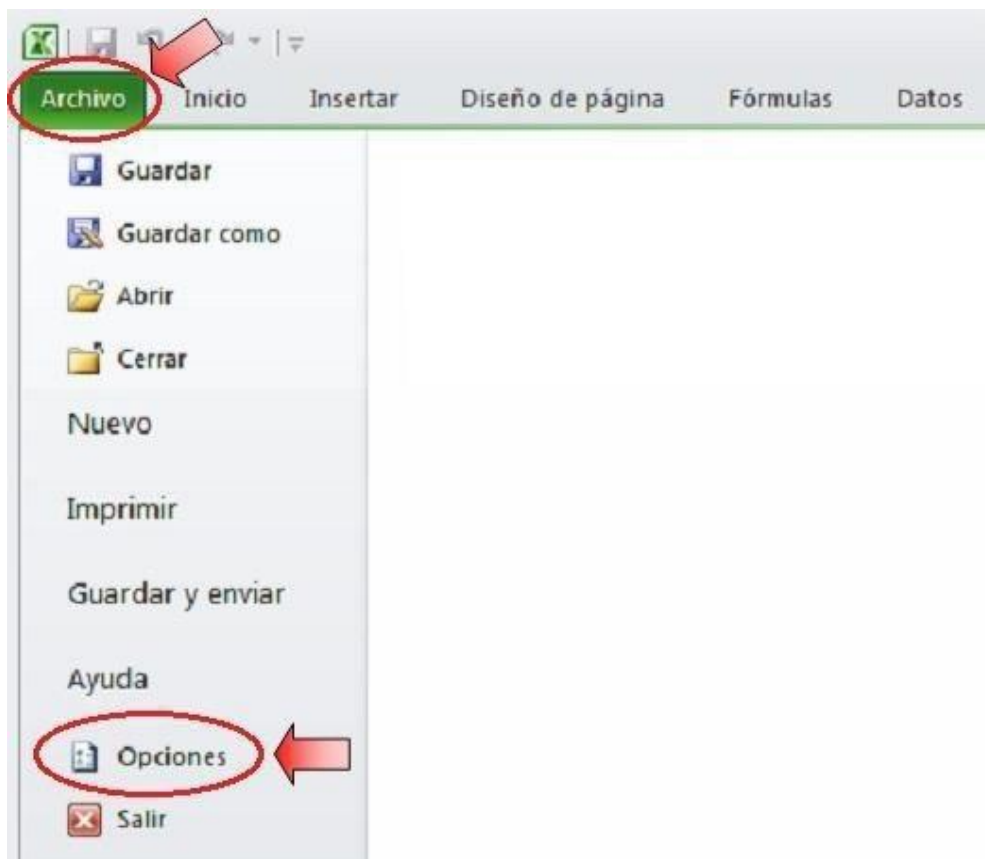 Archivo Inicio Insertar Diseño de página Fórmulas Datos
Guardar
Guardar como
Abrir
Cerrar
Nuevo
Imprimir
Guardar y enviar
Ayuda
Opciones
Salir